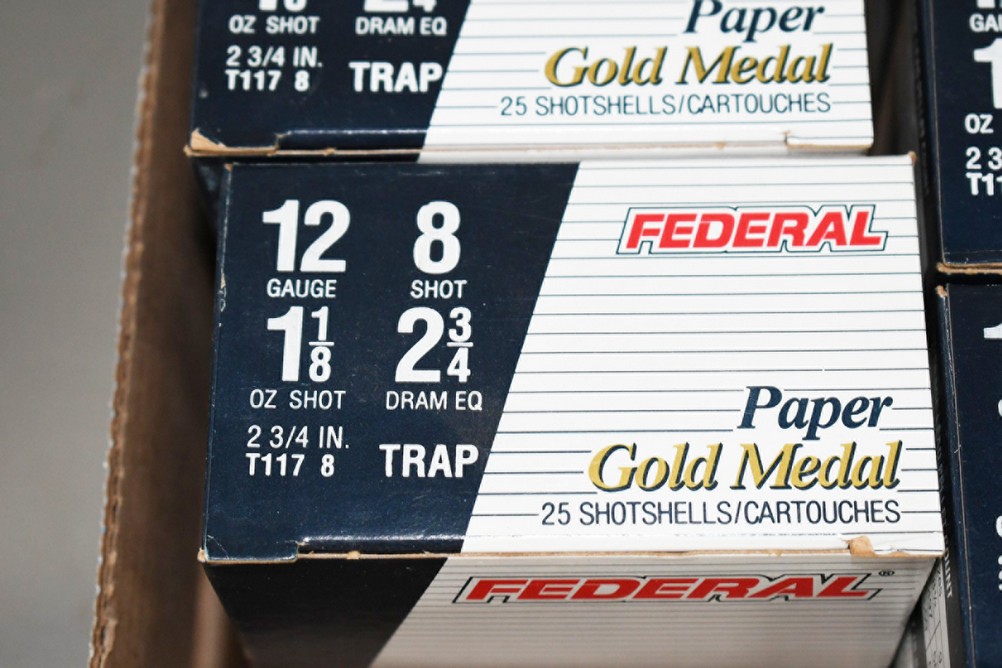 OZ SHOT
DRAM EQ
2 3/4 IN.
T117 8
TRAP
Paper
Gold Medal
25 SHOTSHELLS/CARTOUCHES
12
GAUGE
8
SHOT
1 1/8
OZ SHOT
2 3/4
DRAM EQ
2 3/4 IN.
T117 8
TRAP
FEDERAL
Paper
Gold Medal
25 SHOTSHELLS/CARTOUCHES
FEDERAL®
OZ